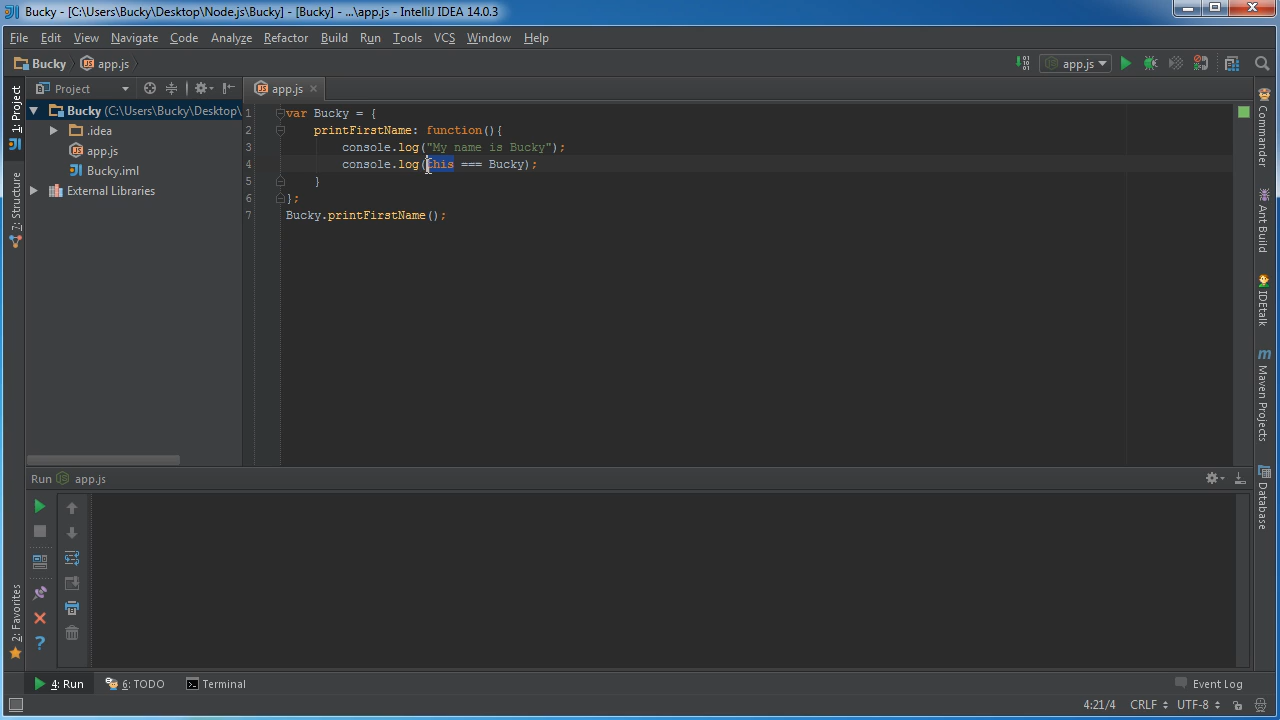 Bucky - [C:\Users\Bucky\Desktop\Node.js\Bucky] - [Bucky] - ...\app.js - IntelliJ IDEA 14.0.3
File Edit View Navigate Code Analyze Refactor Build Run Tools VCS Window Help
Bucky app.js
app.js
Project
app.js
1: Project
7: Structure
2: Favorites
Bucky (C:\Users\Bucky\Desktop\
.idea
app.js
Bucky.iml
External Libraries
1 var Bucky = {
2 printFirstName: function(){
3 console.log("My name is Bucky");
4 console.log(this === Bucky);
5 }
6 };
7 Bucky.printFirstName();
Commander
Ant Build
IDEtalk
m Maven Projects
Database
Run app.js
4: Run 6: TODO Terminal
Event Log
4:21/4 CRLF UTF-8